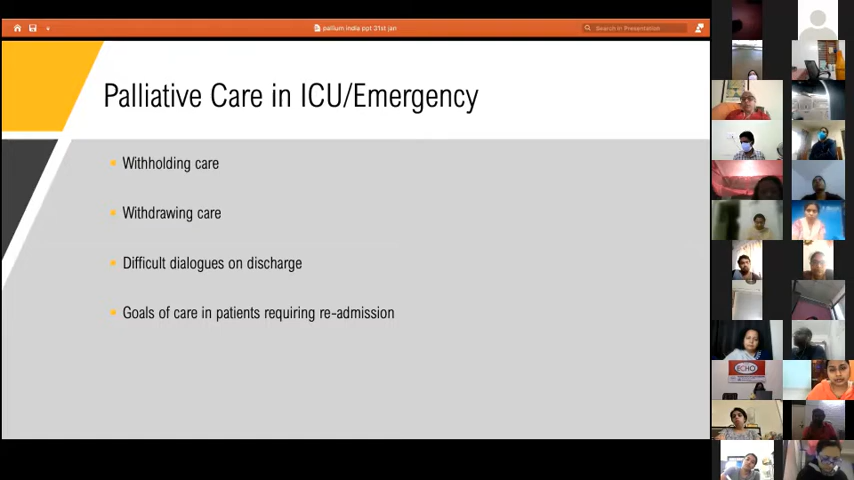 pallium india ppt 31st jan
Search in Presentation
Palliative Care in ICU/Emergency
Withholding care
Withdrawing care
Difficult dialogues on discharge
Goals of care in patients requiring re-admission
ECHO